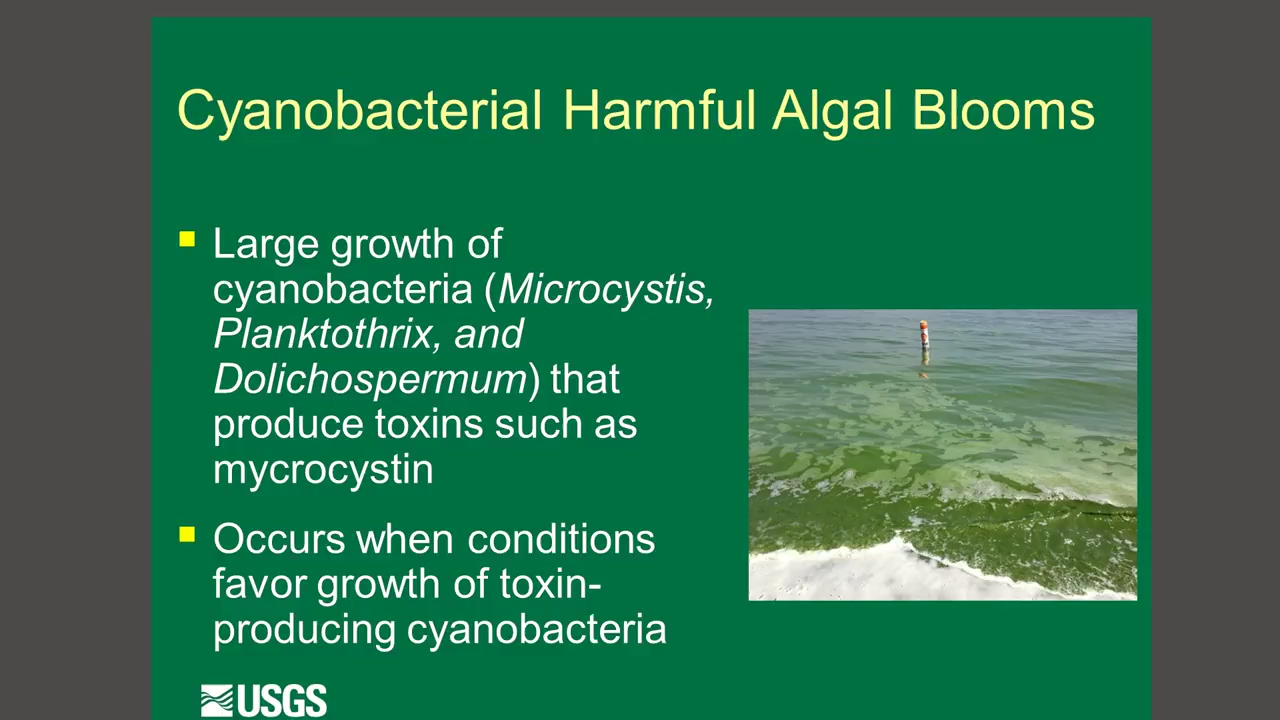 Cyanobacterial Harmful Algal Blooms
Large growth of
cyanobacteria (Microcystis,
Planktothrix, and
Dolichospermum) that
produce toxins such as
mycrocystin
Occurs when conditions
favor growth of toxin-
producing cyanobacteria
USGS